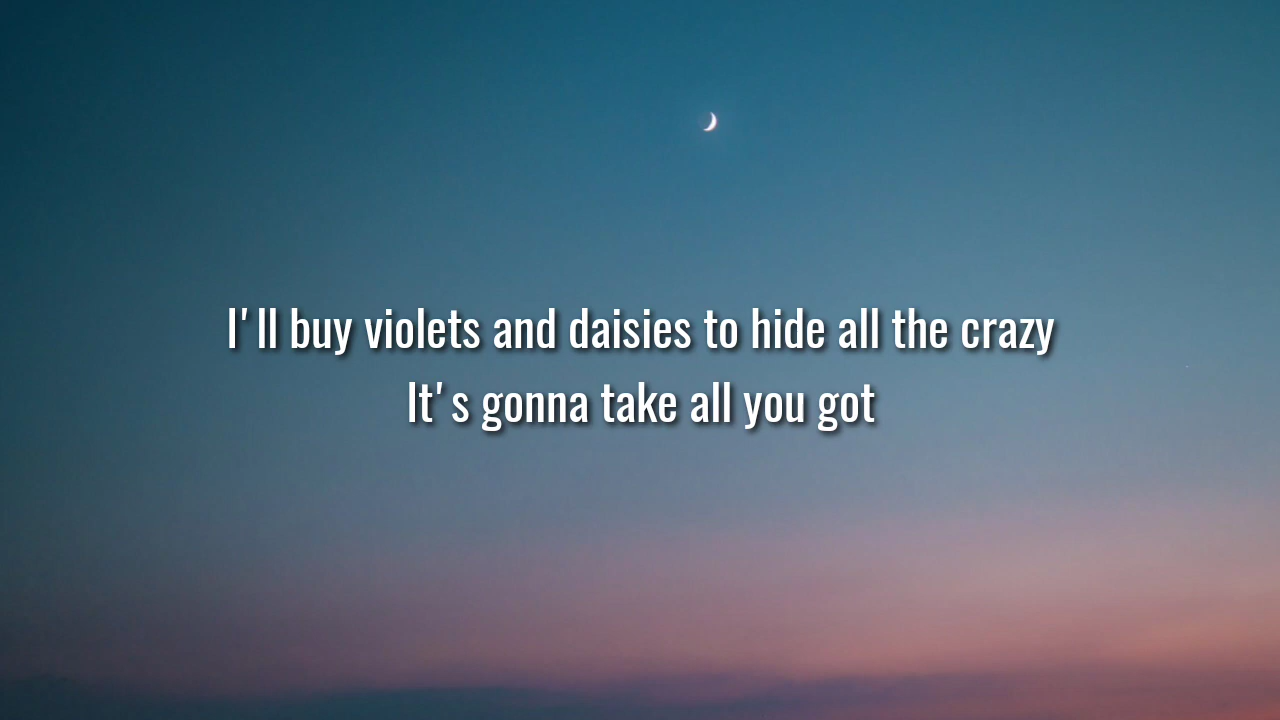 I'll buy violets and daisies to hide all the crazy
It's gonna take all you got